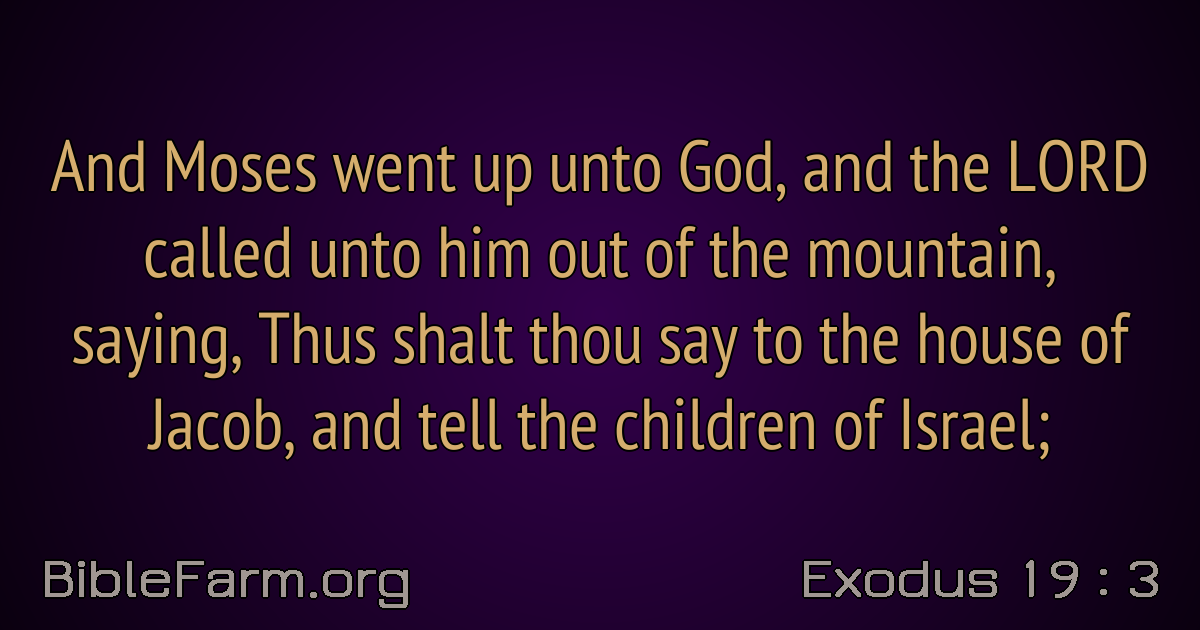 And Moses went up unto God, and the LORD
called unto him out of the mountain,
saying, Thus shalt thou say to the house of
Jacob, and tell the children of Israel;
BibleFarm.org
Exodus 19 : 3